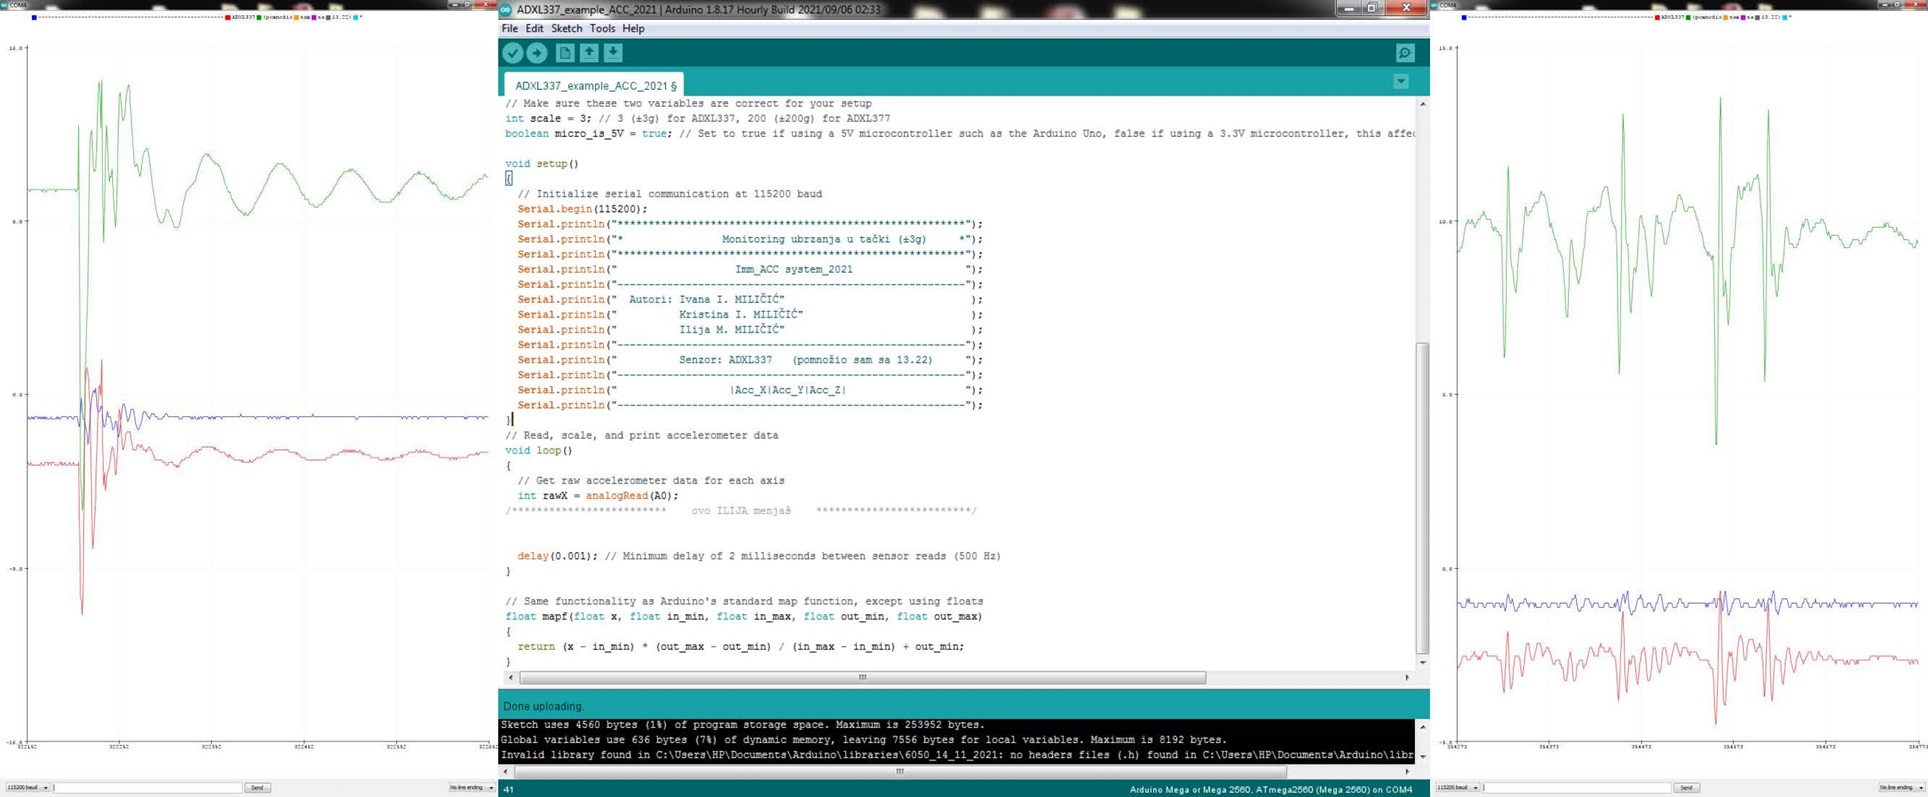 COM4
ADXL337 (pomnožio sam sa 13.22) *
16.0
8.0
0.0
-8.0
-16.0
115200 baud
Send
No line ending
ADXL337_example_ACC_2021 | Arduino 1.8.17 Hourly Build 2021/09/06 02:33
File Edit Sketch Tools Help
ADXL337_example_ACC_2021 §
// Make sure these two variables are correct for your setup
int scale = 3; // 3 (±3g) for ADXL337, 200 (±200g) for ADXL377
boolean micro_is_5V = true; // Set to true if using a 5V microcontroller such as the Arduino Uno, false if using a 3.3V microcontroller, this affec
void setup()
{
// Initialize serial communication at 115200 baud
Serial.begin(115200);
Serial.println("********************************************************");
Serial.println("* Monitoring ubrzanja u tački (±3g) *");
Serial.println("********************************************************");
Serial.println(" Imm_ACC system_2021 ");
Serial.println("--------------------------------------------------------");
Serial.println(" Autori: Ivana I. MILIČIĆ" );
Serial.println(" Kristina I. MILIČIĆ" );
Serial.println(" Ilija M. MILIČIĆ" );
Serial.println("--------------------------------------------------------");
Serial.println(" Senzor: ADXL337 (pomnožio sam sa 13.22) ");
Serial.println("--------------------------------------------------------");
Serial.println(" |Acc_X|Acc_Y|Acc_Z| ");
Serial.println("--------------------------------------------------------");
}
// Read, scale, and print accelerometer data
void loop()
{
// Get raw accelerometer data for each axis
int rawX = analogRead(A0);
/************************* ovo ILIJA menjaš *************************/
delay(0.001); // Minimum delay of 2 milliseconds between sensor reads (500 Hz)
}
// Same functionality as Arduino's standard map function, except using floats
float mapf(float x, float in_min, float in_max, float out_min, float out_max)
{
return (x - in_min) * (out_max - out_min) / (in_max - in_min) + out_min;
}
Done uploading.
Sketch uses 4560 bytes (1%) of program storage space. Maximum is 253952 bytes.
Global variables use 636 bytes (7%) of dynamic memory, leaving 7556 bytes for local variables. Maximum is 8192 bytes.
Invalid library found in C:\Users\HP\Documents\Arduino\libraries\6050_14_11_2021: no headers files (.h) found in C:\Users\HP\Documents\Arduino\libr
41
Arduino Mega or Mega 2560, ATmega2560 (Mega 2560) on COM4
COM4
ADXL337 (pomnožio sam sa 13.22) *
15.0
10.0
5.0
0.0
-5.0
354273 354373 354473 354573 354673 354773
115200 baud
Send
No line ending